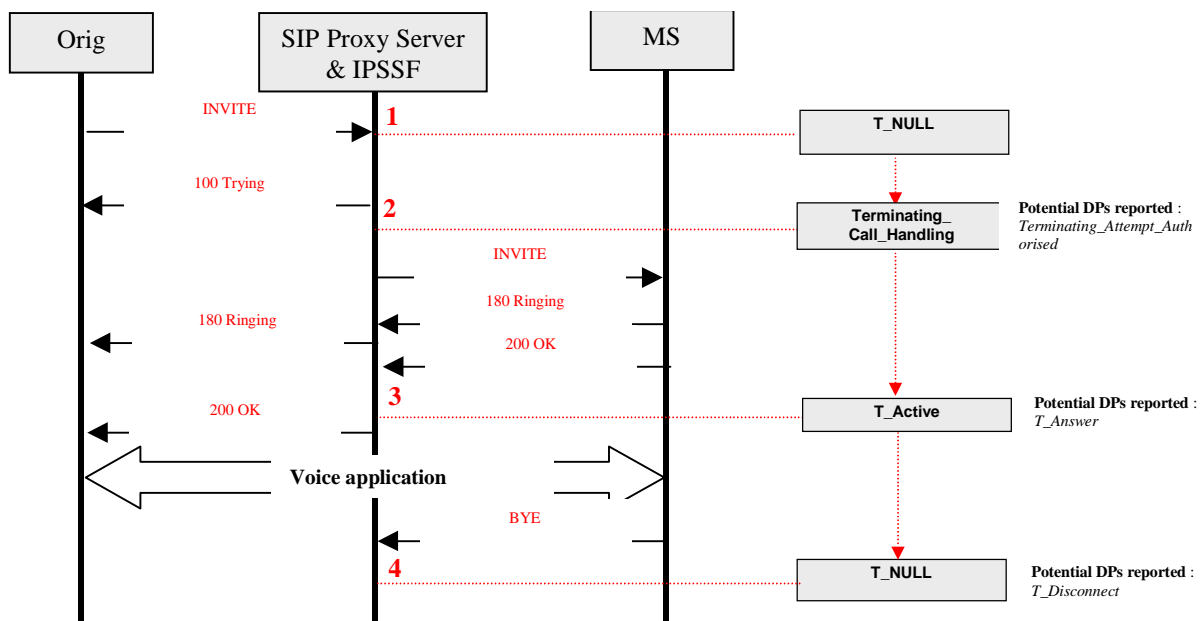 Orig
SIP Proxy Server
& IPSSF
MS
INVITE
1
T_NULL
100 Trying
2
Terminating_
Call_Handling
Potential DPs reported :
Terminating_Attempt_Auth
orised
INVITE
180 Ringing
180 Ringing
200 OK
3
200 OK
T_Active
Potential DPs reported :
T_Answer
Voice application
BYE
4
T_NULL
Potential DPs reported :
T_Disconnect